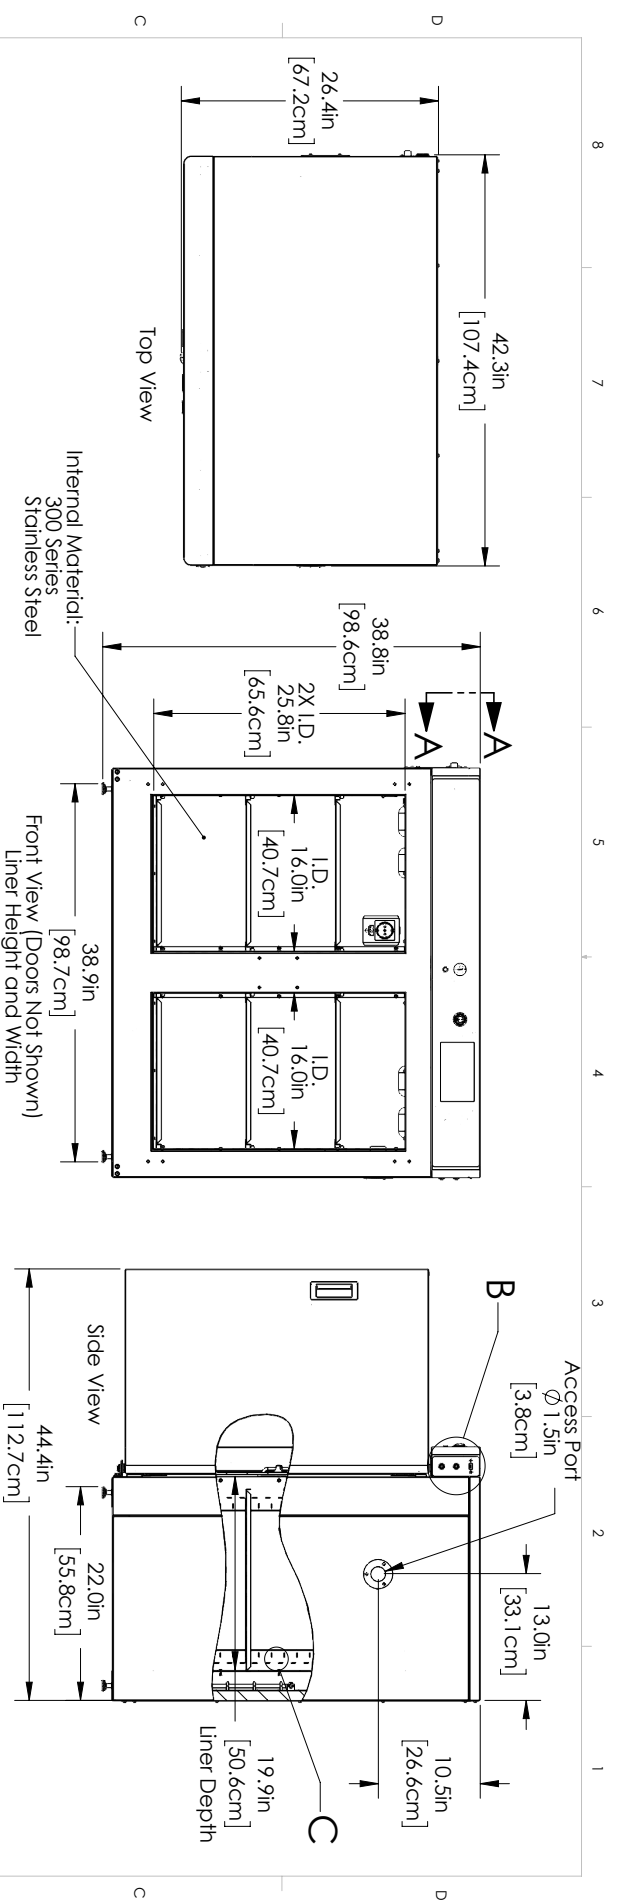 8
7
6
5
4
3
2
1
D
C
D
C
26.4in
[67.2cm]
42.3in
[107.4cm]
Top View
Internal Material:
300 Series
Stainless Steel
38.8in
[98.6cm]
2X I.D.
25.8in
[65.6cm]
A
A
I.D.
16.0in
[40.7cm]
I.D.
16.0in
[40.7cm]
38.9in
[98.7cm]
Front View (Doors Not Shown)
Liner Height and Width
B
Access Port
∅1.5in
[3.8cm]
13.0in
[33.1cm]
10.5in
[26.6cm]
Side View
44.4in
[112.7cm]
22.0in
[55.8cm]
19.9in
[50.6cm]
Liner Depth
C